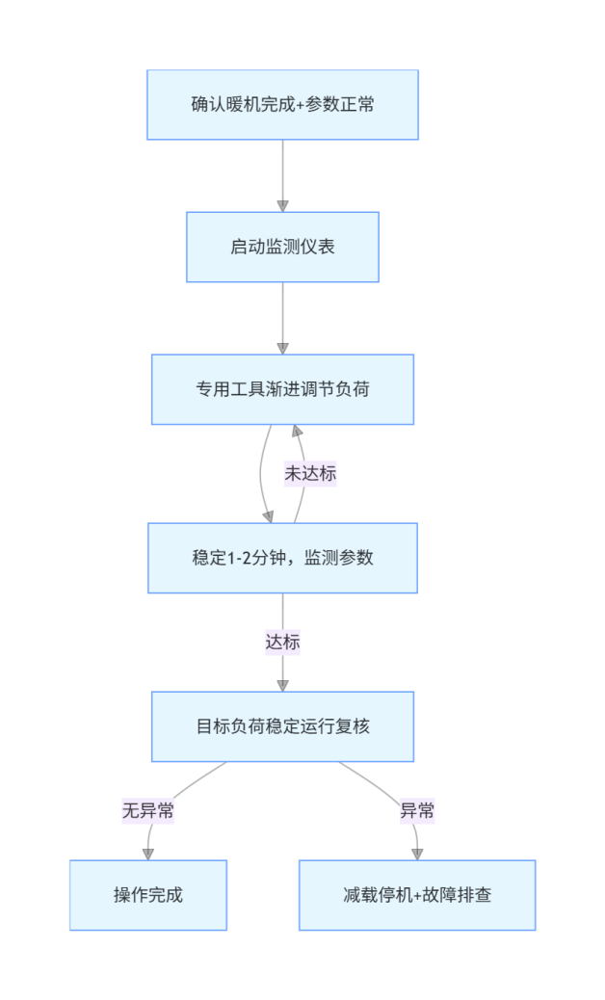 确认暖机完成+参数正常
启动监测仪表
专用工具渐进调节负荷
未达标
稳定1-2分钟，监测参数
达标
目标负荷稳定运行复核
无异常
异常
操作完成
减载停机+故障排查